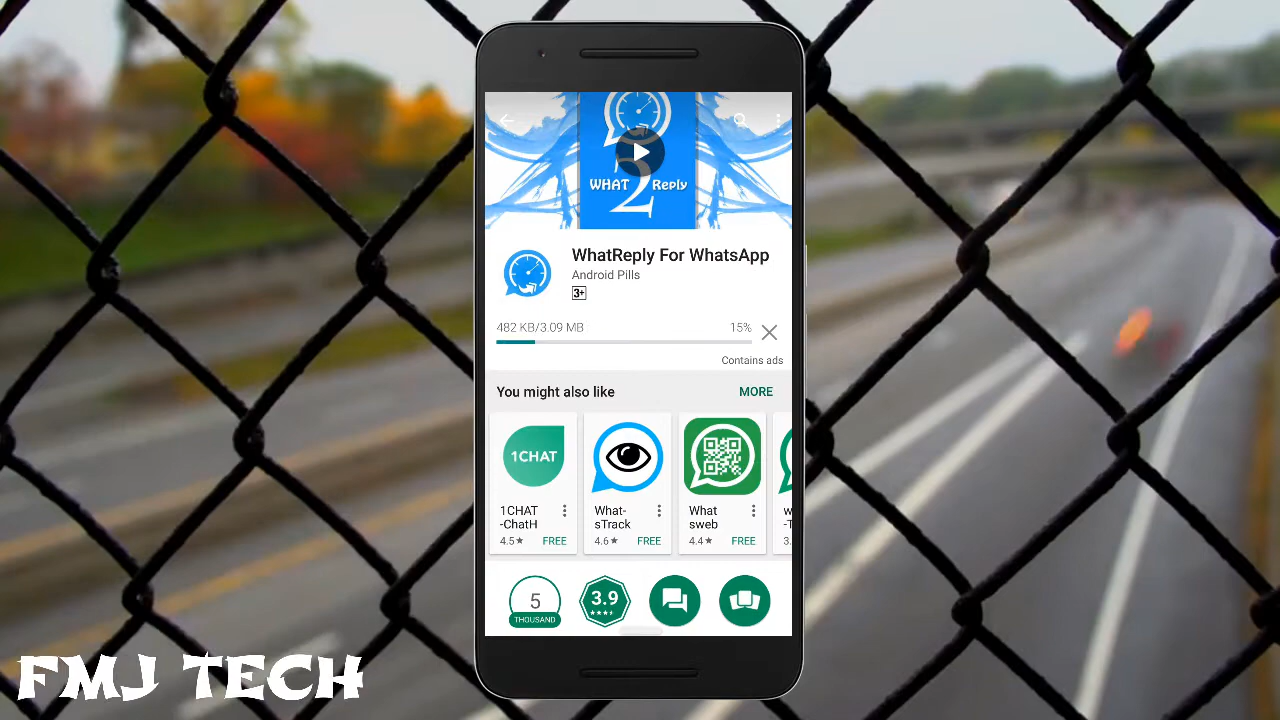 WHAT
2
Reply
WhatReply For WhatsApp
Android Pills
3+
482 KB/3.09 MB
15%
Contains ads
You might also like
MORE
1CHAT
1CHAT
-ChatH
4.5★ FREE
What-
sTrack
4.6★ FREE
What
sweb
4.4★ FREE
w
-T
3.
5
THOUSAND
3.9
FMJ TECH